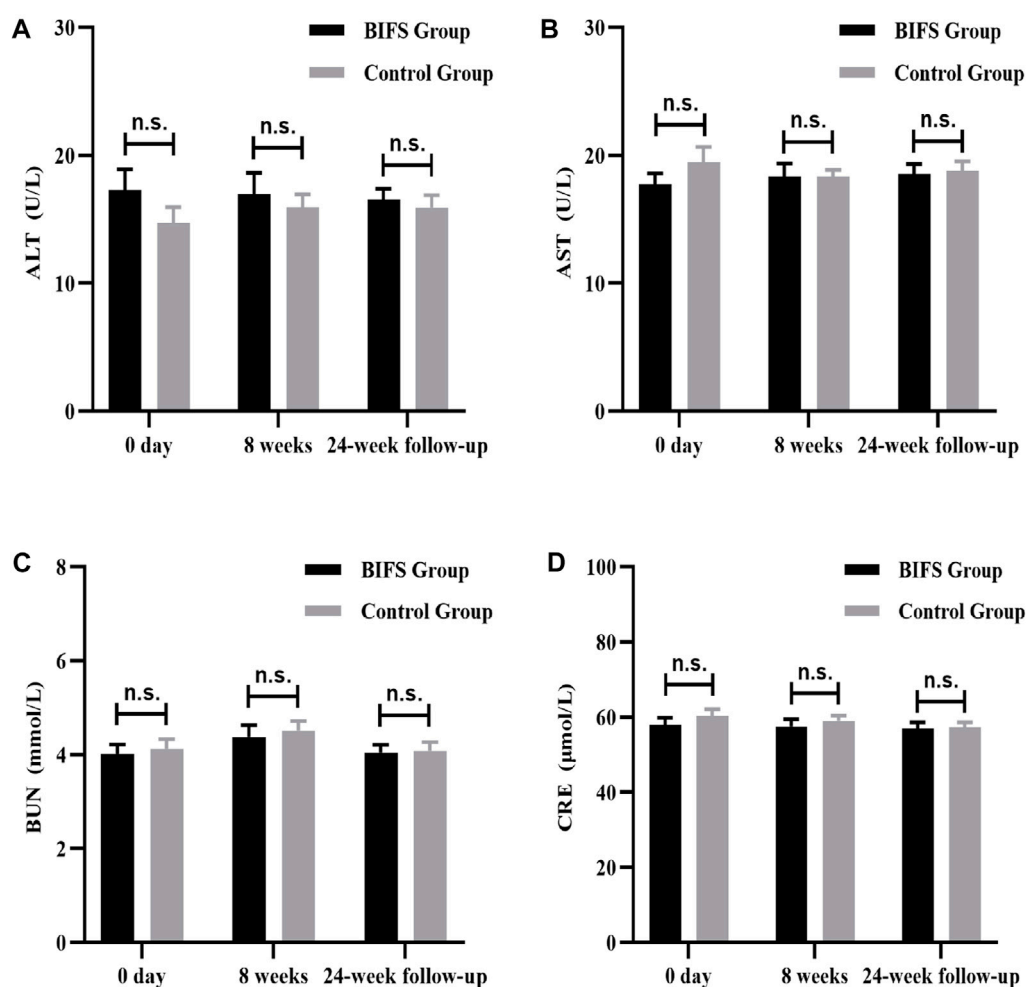 A
ALT (U/L)
30
20
10
0
BIFS Group
Control Group
n.s.
n.s.
n.s.
0 day
8 weeks
24-week follow-up
B
AST (U/L)
30
20
10
0
BIFS Group
Control Group
n.s.
n.s.
n.s.
0 day
8 weeks
24-week follow-up
C
BUN (mmol/L)
8
6
4
2
0
BIFS Group
Control Group
n.s.
n.s.
n.s.
0 day
8 weeks
24-week follow-up
D
CRE (μmol/L)
100
80
60
40
20
0
BIFS Group
Control Group
n.s.
n.s.
n.s.
0 day
8 weeks
24-week follow-up